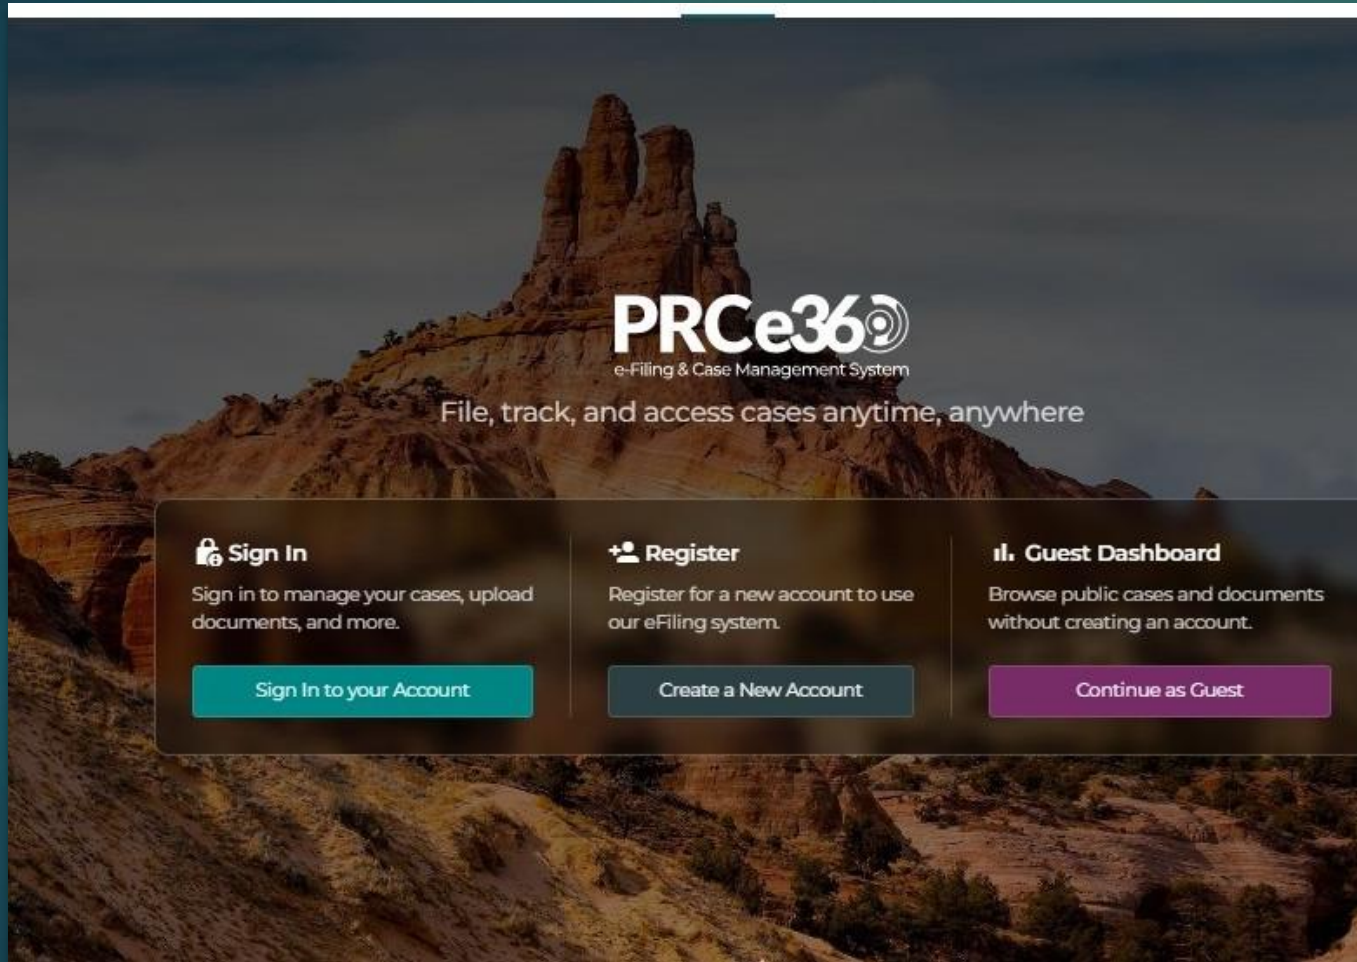 PRCe360
e-Filing & Case Management System
File, track, and access cases anytime, anywhere
Sign In
Sign in to manage your cases, upload
documents, and more.
Sign In to your Account
Register
Register for a new account to use
our eFiling system.
Create a New Account
Guest Dashboard
Browse public cases and documents
without creating an account.
Continue as Guest